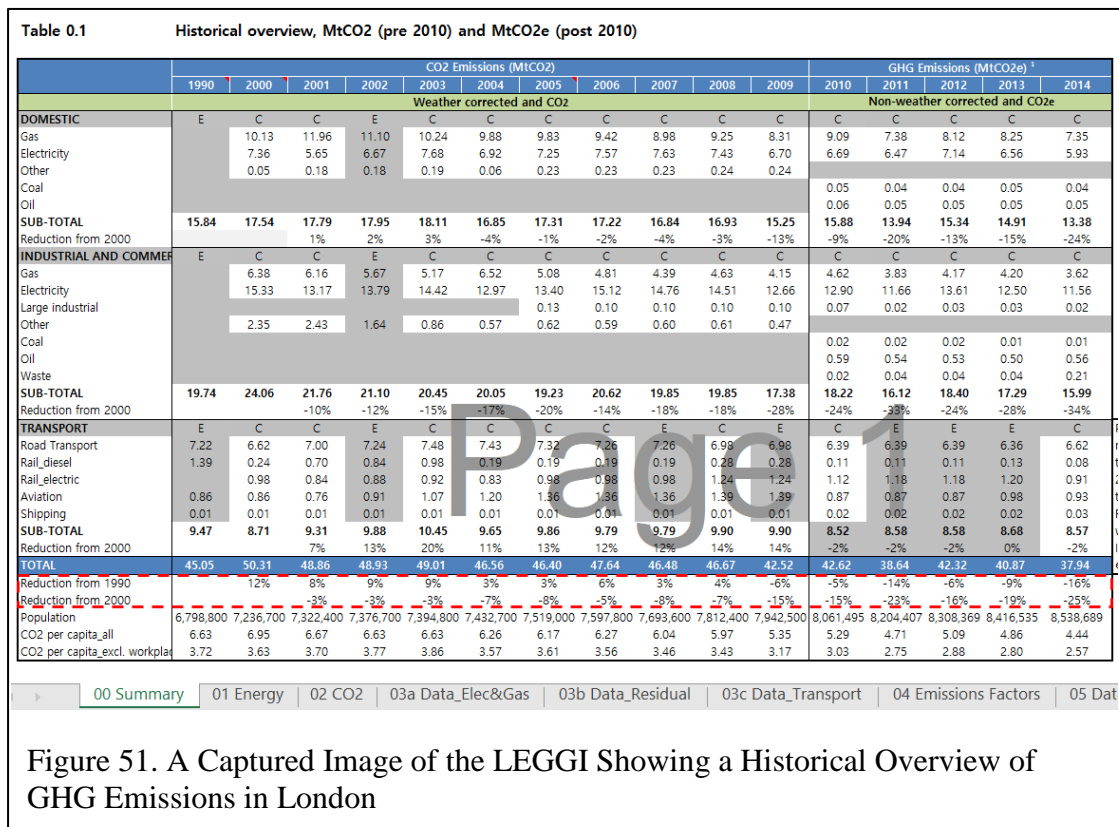 Table 0.1 Historical overview, MtCO2 (pre 2010) and MtCO2e (post 2010)
CO2 Emissions (MtCO2) GHG Emissions (MtCO2e) 1
1990 2000 2001 2002 2003 2004 2005 2006 2007 2008 2009 2010 2011 2012 2013 2014
Weather corrected and CO2 Non-weather corrected and CO2e
DOMESTIC E C C E C C C C C C C C C C C C
Gas 10.13 11.96 11.10 10.24 9.88 9.83 9.42 8.98 9.25 8.31 9.09 7.38 8.12 8.25 7.35
Electricity 7.36 5.65 6.67 7.68 6.92 7.25 7.57 7.63 7.43 6.70 6.69 6.47 7.14 6.56 5.93
Other 0.05 0.18 0.18 0.19 0.06 0.23 0.23 0.23 0.24 0.24
Coal 0.05 0.04 0.04 0.05 0.04
Oil 0.06 0.05 0.05 0.05 0.05
SUB-TOTAL 15.84 17.54 17.79 17.95 18.11 16.85 17.31 17.22 16.84 16.93 15.25 15.88 13.94 15.34 14.91 13.38
Reduction from 2000 1% 2% 3% -4% -1% -2% -4% -3% -13% -9% -20% -13% -15% -24%
INDUSTRIAL AND COMMER E C C E C C C C C C C C C C C C
Gas 6.38 6.16 5.67 5.17 6.52 5.08 4.81 4.39 4.63 4.15 4.62 3.83 4.17 4.20 3.62
Electricity 15.33 13.17 13.79 14.42 12.97 13.40 15.12 14.76 14.51 12.66 12.90 11.66 13.61 12.50 11.56
Large industrial 0.13 0.10 0.10 0.10 0.10 0.07 0.02 0.03 0.03 0.02
Other 2.35 2.43 1.64 0.86 0.57 0.62 0.59 0.60 0.61 0.47
Coal 0.02 0.02 0.02 0.01 0.01
Oil 0.59 0.54 0.53 0.50 0.56
Waste 0.02 0.04 0.04 0.04 0.21
SUB-TOTAL 19.74 24.06 21.76 21.10 20.45 20.05 19.23 20.62 19.85 19.85 17.38 18.22 16.12 18.40 17.29 15.99
Reduction from 2000 -10% -12% -15% -17% -20% -14% -18% -18% -28% -24% -33% -24% -28% -34%
TRANSPORT E C C E C C C C E C E C E E E C
Road Transport 7.22 6.62 7.00 7.24 7.48 7.43 7.32 7.26 7.26 6.98 6.98 6.39 6.39 6.39 6.36 6.62
Rail_diesel 1.39 0.24 0.70 0.84 0.98 0.19 0.19 0.19 0.19 0.28 0.28 0.11 0.11 0.11 0.13 0.08
Rail_electric 0.98 0.84 0.88 0.92 0.83 0.98 0.98 0.98 1.24 1.24 1.12 1.18 1.18 1.20 0.91
Aviation 0.86 0.86 0.76 0.91 1.07 1.20 1.36 1.36 1.36 1.39 1.39 0.87 0.87 0.87 0.98 0.93
Shipping 0.01 0.01 0.01 0.01 0.01 0.01 0.01 0.01 0.01 0.01 0.01 0.02 0.02 0.02 0.02 0.03
SUB-TOTAL 9.47 8.71 9.31 9.88 10.45 9.65 9.86 9.79 9.79 9.90 9.90 8.52 8.58 8.58 8.68 8.57
Reduction from 2000 7% 13% 20% 11% 13% 12% 12% 14% 14% -2% -2% -2% 0% -2%
TOTAL 45.05 50.31 48.86 48.93 49.01 46.56 46.40 47.64 46.48 46.67 42.52 42.62 38.64 42.32 40.87 37.94
Reduction from 1990 12% 8% 9% 9% 3% 3% 6% 3% 4% -6% -5% -14% -6% -9% -16%
Reduction from 2000 -3% -3% -3% -7% -8% -5% -8% -7% -15% -15% -23% -16% -19% -25%
Population 6,798,800 7,236,700 7,322,400 7,376,700 7,394,800 7,432,700 7,519,000 7,597,800 7,693,600 7,812,400 7,942,500 8,061,495 8,204,407 8,308,369 8,416,535 8,538,689
CO2 per capita_all 6.63 6.95 6.67 6.63 6.63 6.26 6.17 6.27 6.04 5.97 5.35 5.29 4.71 5.09 4.86 4.44
CO2 per capita_excl. workplac 3.72 3.63 3.70 3.77 3.86 3.57 3.61 3.56 3.46 3.43 3.17 3.03 2.75 2.88 2.80 2.57
Page 1
00 Summary 01 Energy 02 CO2 03a Data_Elec&Gas 03b Data_Residual 03c Data_Transport 04 Emissions Factors 05 Dat
Figure 51. A Captured Image of the LEGGI Showing a Historical Overview of
GHG Emissions in London